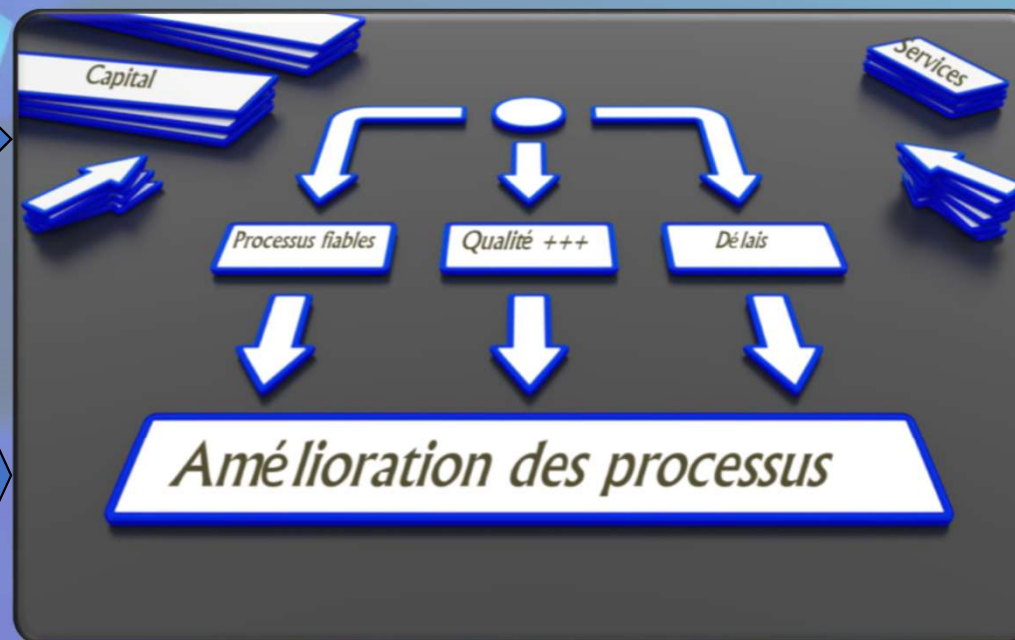 Capital
Services
Processus fiables
Qualité +++
Délais
Amélioration des processus